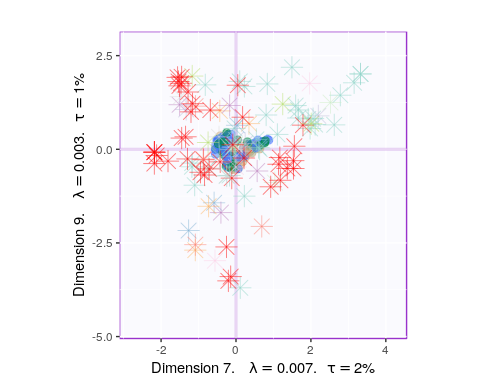 2.5
0.0
-2.5
-5.0
-2 0 2 4
Dimension 9. λ = 0.003. τ = 1%
Dimension 7. λ = 0.007. τ = 2%